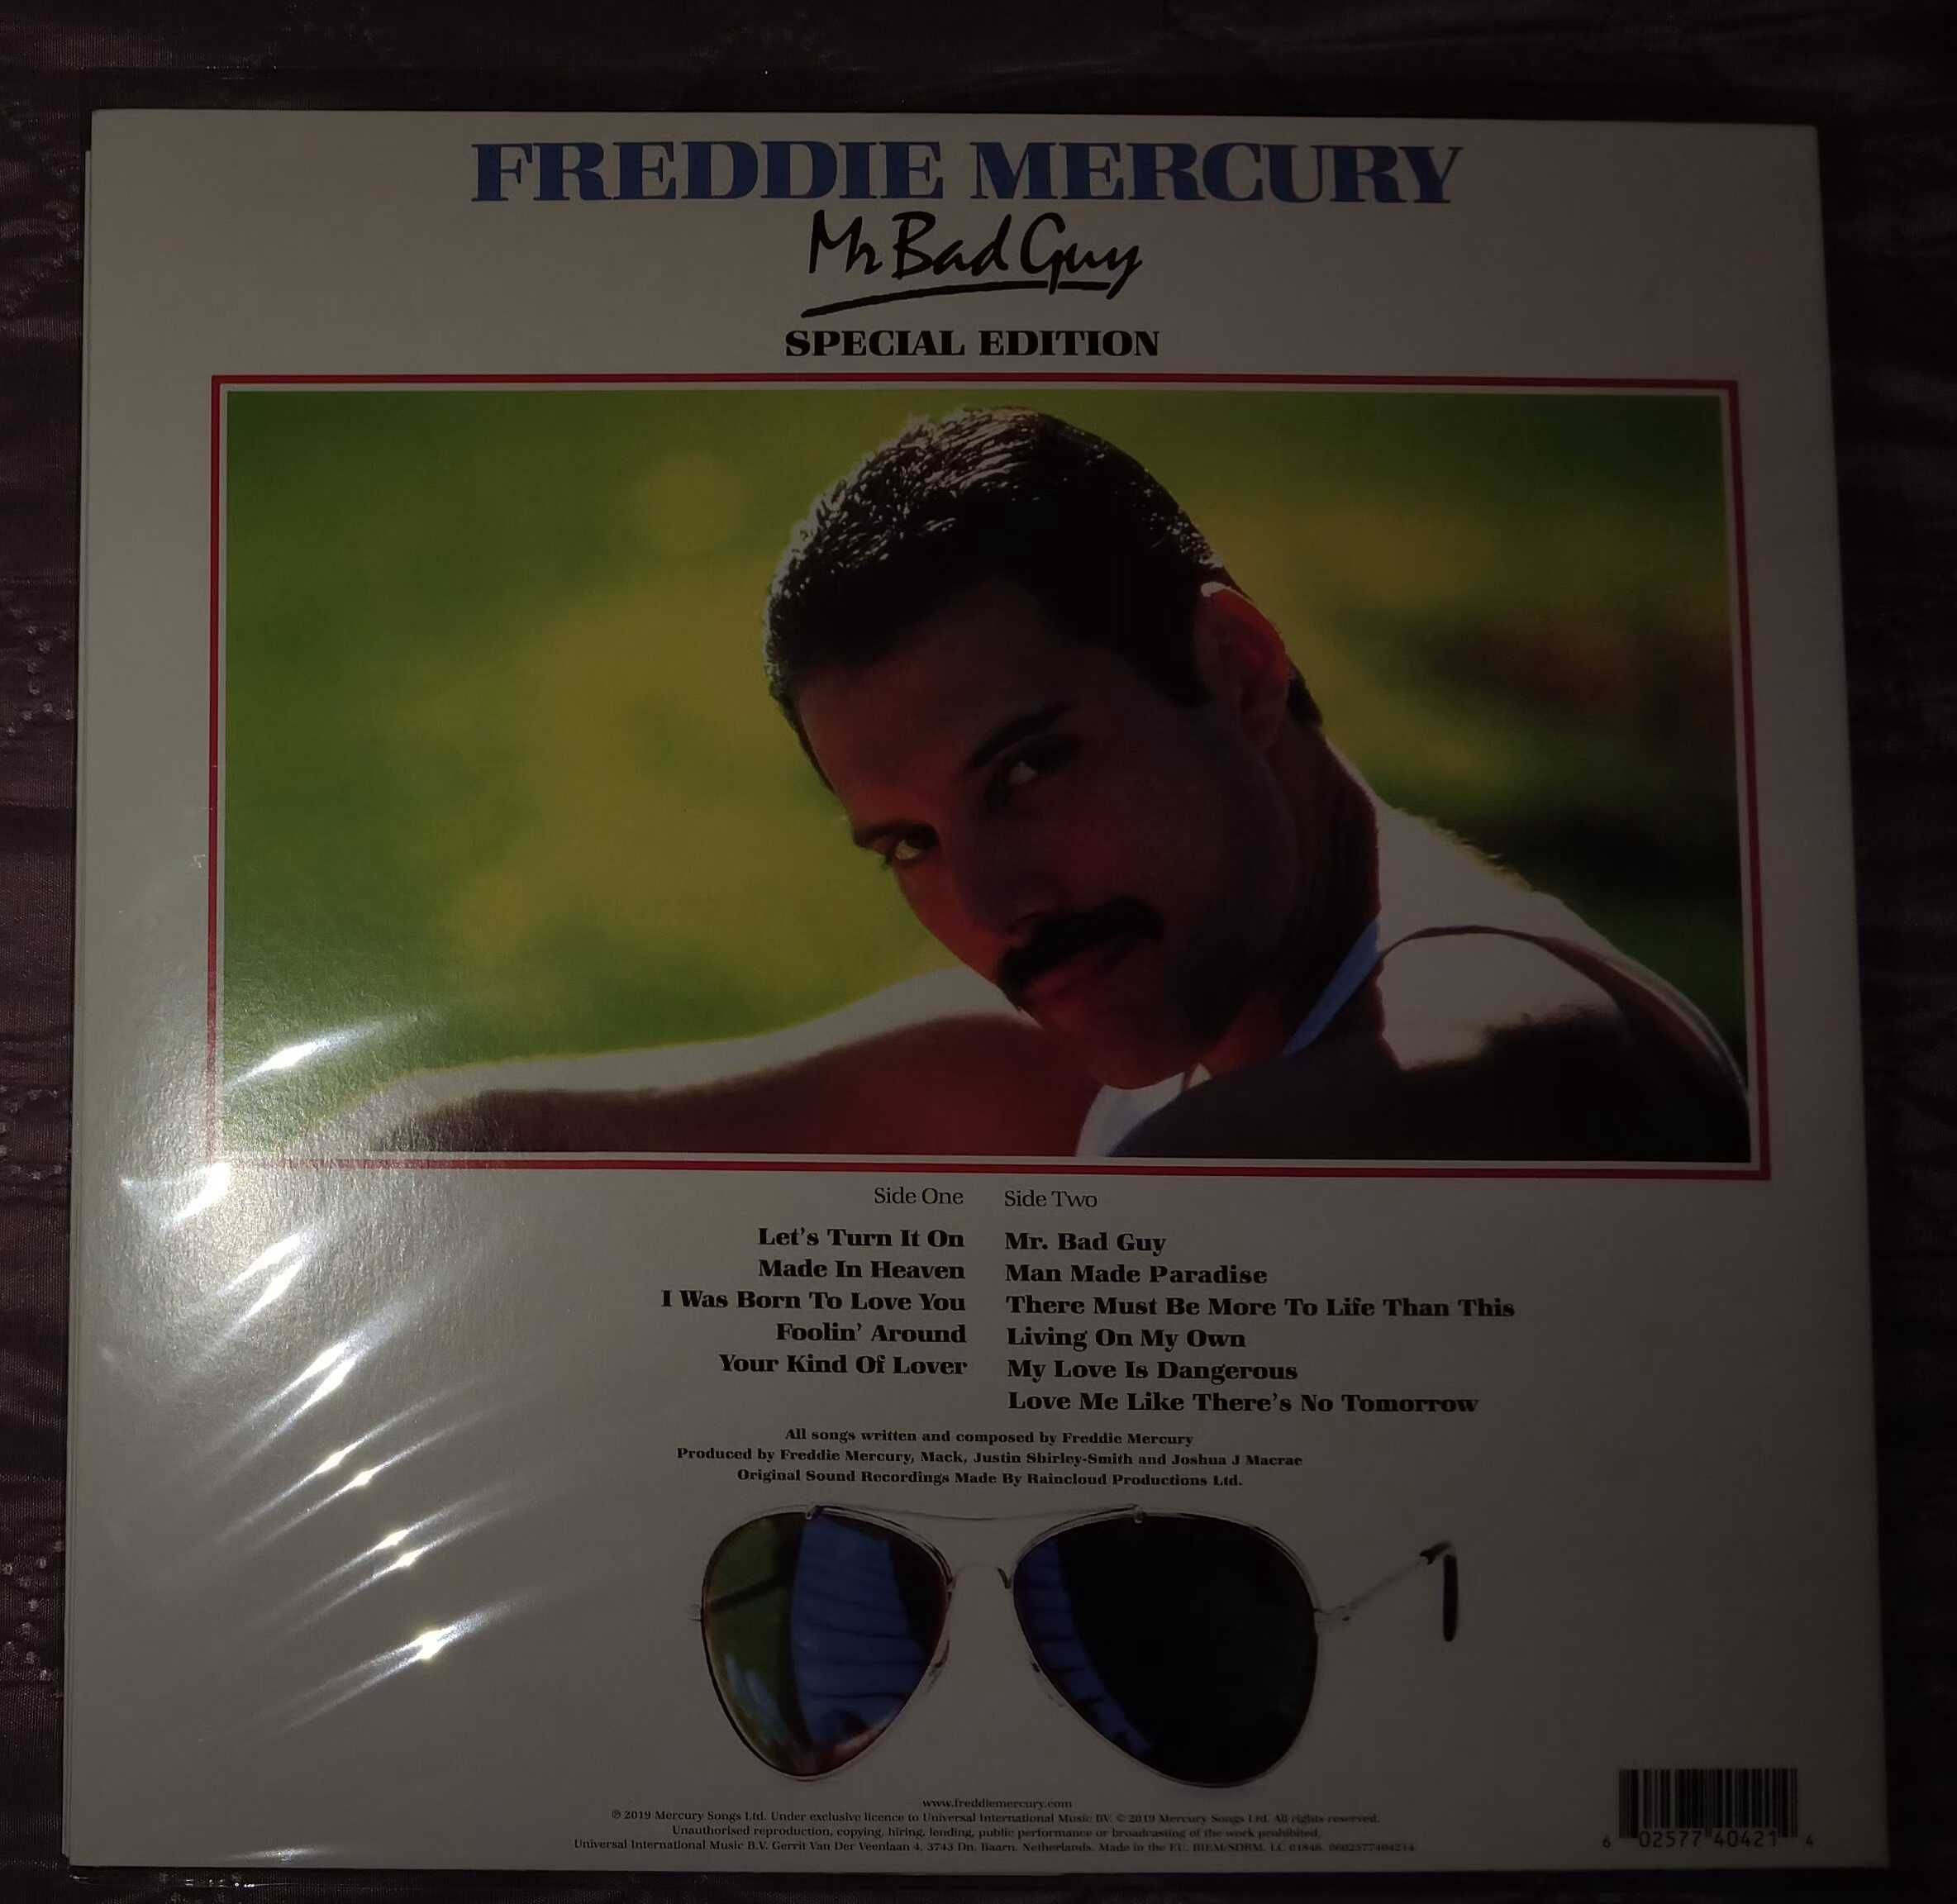 FREDDIE MERCURY
Mr Bad Guy
SPECIAL EDITION
Side One
Let's Turn It On
Made In Heaven
I Was Born To Love You
Foolin' Around
Your Kind Of Lover
Side Two
Mr. Bad Guy
Man Made Paradise
There Must Be More To Life Than This
Living On My Own
My Love Is Dangerous
Love Me Like There's No Tomorrow
All songs written and composed by Freddie Mercury
Produced by Freddie Mercury, Mack, Justin Shirley-Smith and Joshua J Macrae
Original Sound Recordings Made By Raincloud Productions Ltd.
www.freddiemercury.com
℗ 2019 Mercury Songs Ltd. Under exclusive licence to Universal International Music BV. © 2019 Mercury Songs Ltd. All rights reserved.
Unauthorised reproduction, copying, hiring, lending, public performance or broadcasting of the work prohibited.
Universal International Music B.V. Gerrit Van Der Veenlaan 4, 3743 Dn, Baarn, Netherlands. Made in the EU. BIEM/SDRM. LC 01846. 0602577404214
6 02577 40421 4